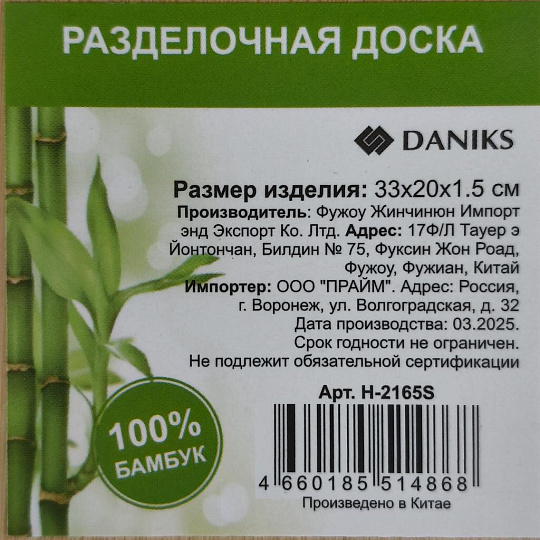 РАЗДЕЛОЧНАЯ ДОСКА
DANIKS
Размер изделия: 33х20х1.5 см
Производитель: Фужоу Жинчинюн Импорт
энд Экспорт Ко. Лтд. Адрес: 17Ф/Л Тауер э
Йонтончан, Билдин № 75, Фуксин Жон Роад,
Фужоу, Фужиан, Китай
Импортер: ООО "ПРАЙМ". Адрес: Россия,
г. Воронеж, ул. Волгоградская, д. 32
Дата производства: 03.2025.
Срок годности не ограничен.
Не подлежит обязательной сертификации
Арт. Н-2165S
100%
БАМБУК
4 660185 514868
Произведено в Китае